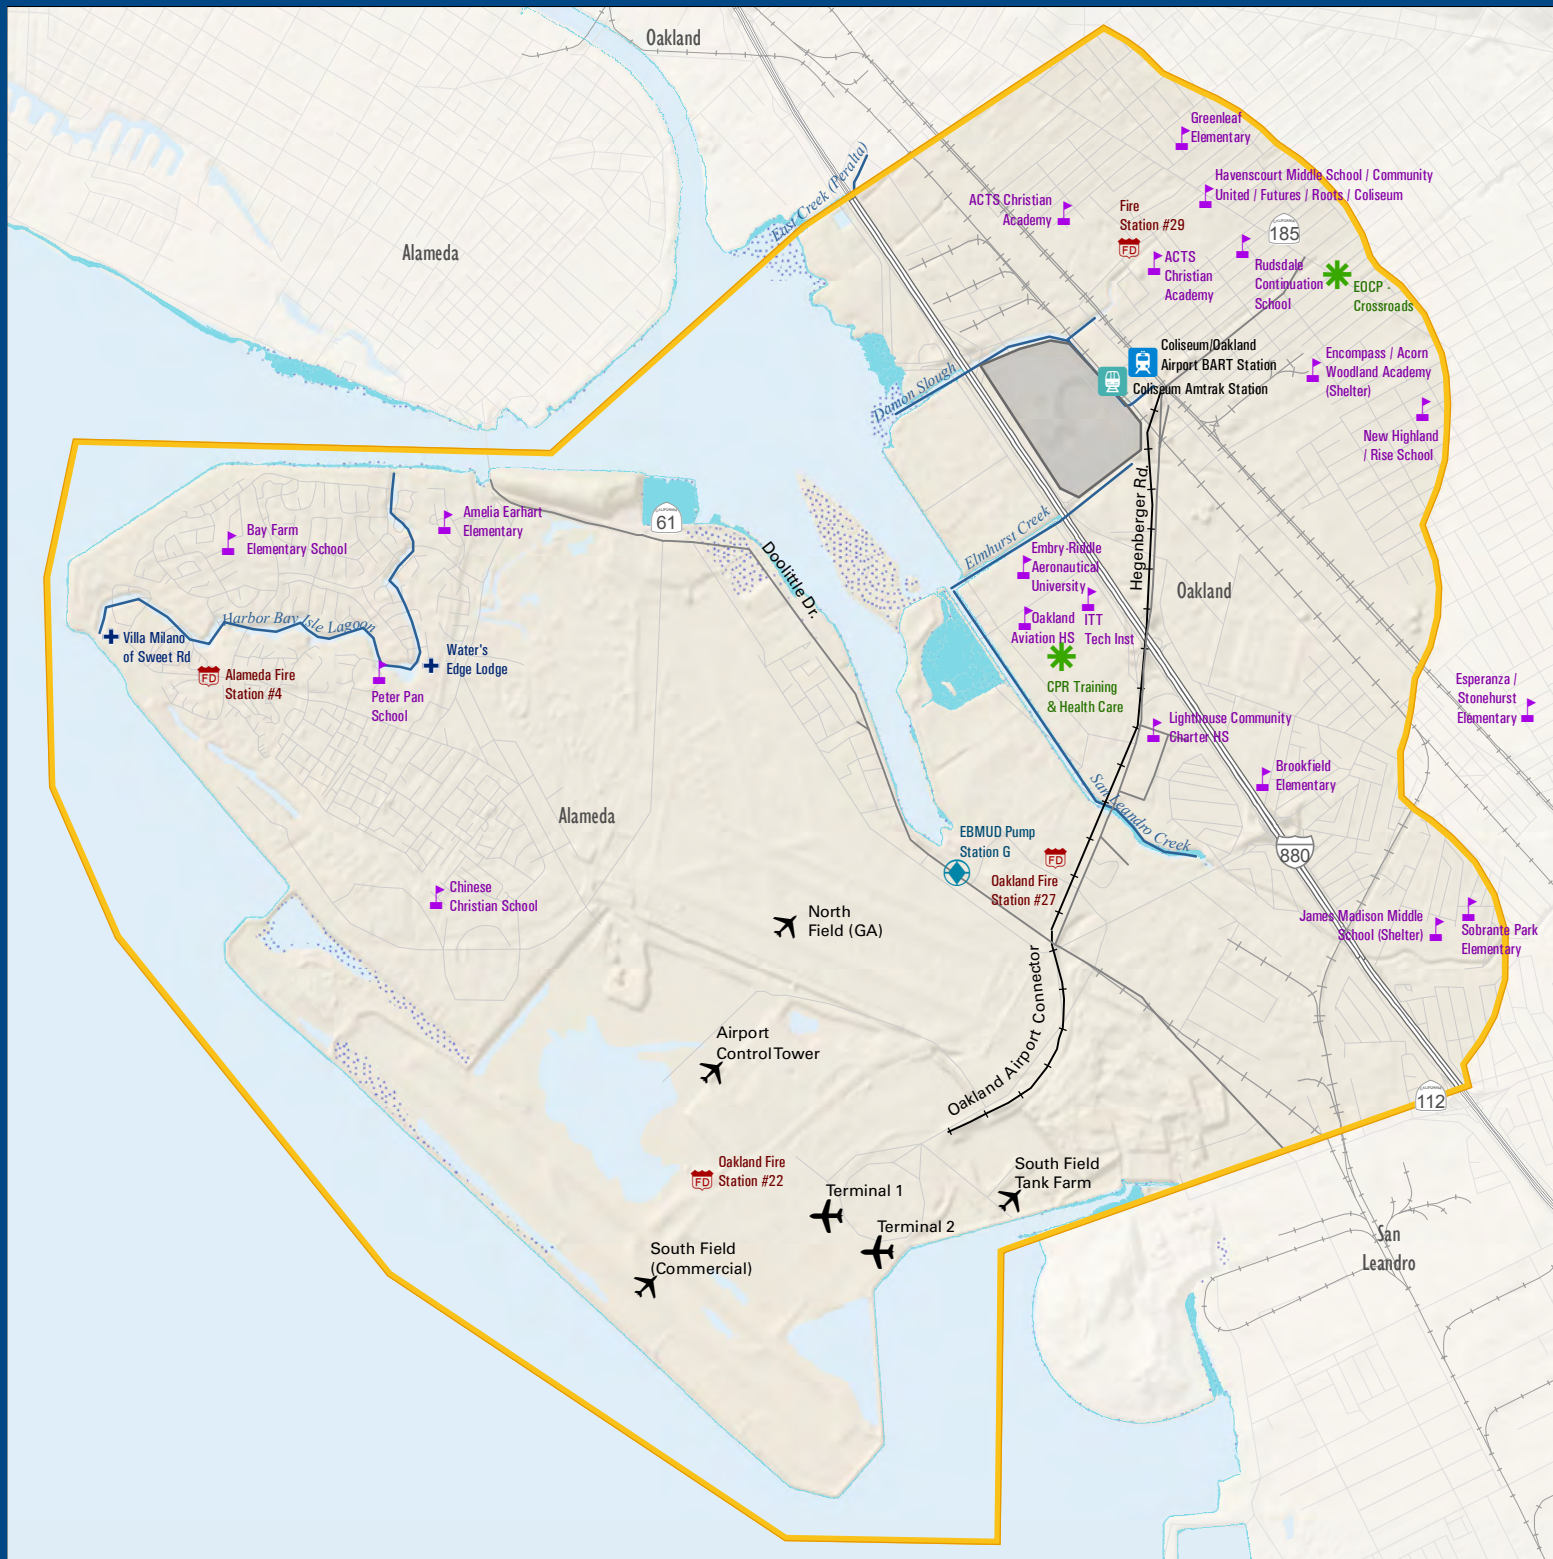 Oakland
Greenleaf
Elementary
East Creek (Peralta)
Havenscourt Middle School / Community
United / Futures / Roots / Coliseum
ACTS Christian
Academy
Fire
Station #29
FD
CALIFORNIA
185
Alameda
ACTS
Christian
Academy
Rudsdale
Continuation
School
EOCP -
Crossroads
Coliseum/Oakland
Airport BART Station
Coliseum Amtrak Station
Encompass / Acorn
Woodland Academy
(Shelter)
Damon Slough
New Highland
/ Rise School
Hegenberger Rd.
Amelia Earhart
Elementary
CALIFORNIA
61
Bay Farm
Elementary School
Elmhurst Creek
Doolittle Dr.
Embry-Riddle
Aeronautical
University
Oakland
Oakland
Aviation HS
ITT
Tech Inst
Harbor Bay Isle Lagoon
Villa Milano
of Sweet Rd
Water's
Edge Lodge
FD
Alameda Fire
Station #4
Peter Pan
School
CPR Training
& Health Care
Esperanza /
Stonehurst
Elementary
Lighthouse Community
Charter HS
Brookfield
Elementary
San Leandro Creek
Alameda
EBMUD Pump
Station G
FD
Oakland Fire
Station #27
880
Chinese
Christian School
North
Field (GA)
James Madison Middle
School (Shelter)
Sobrante Park
Elementary
Oakland Airport Connector
Airport
Control Tower
CALIFORNIA
112
FD
Oakland Fire
Station #22
South Field
Tank Farm
Terminal 1
Terminal 2
South Field
(Commercial)
San
Leandro